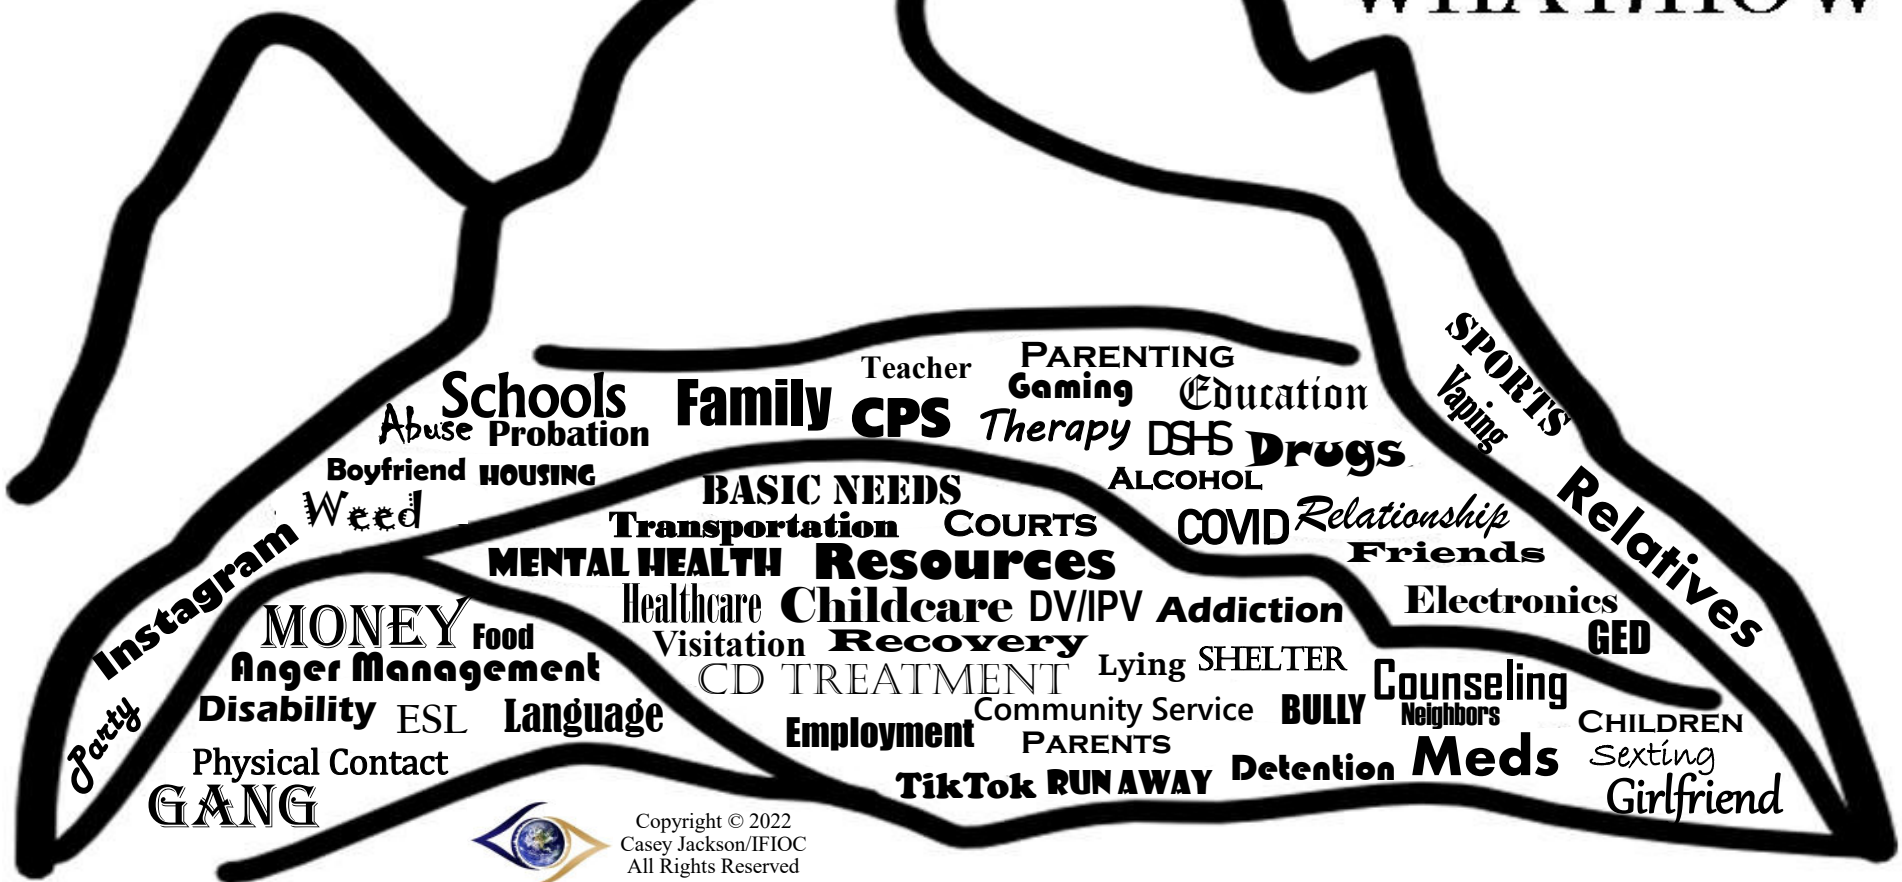 WHAT/HOW
SPORTS
Vaping
Teacher
PARENTING
Schools
Family
CPS
Gaming
Education
Abuse
Probation
Therapy
DSHS
Drugs
Boyfriend
HOUSING
BASIC NEEDS
ALCOHOL
Weed
Transportation
COURTS
COVID
Relationship
Relatives
Instagram
MENTAL HEALTH
Resources
Friends
MONEY
Food
Healthcare
Childcare
DV/IPV
Addiction
Electronics
GED
Anger Management
Visitation
Recovery
CD TREATMENT
Lying
SHELTER
Counseling
Party
Disability
ESL
Language
Employment
Community Service
BULLY
Neighbors
CHILDREN
PARENTS
Physical Contact
Meds
Sexting
GANG
TikTok
RUN AWAY
Detention
Girlfriend
Copyright © 2022
Casey Jackson/IFIOC
All Rights Reserved